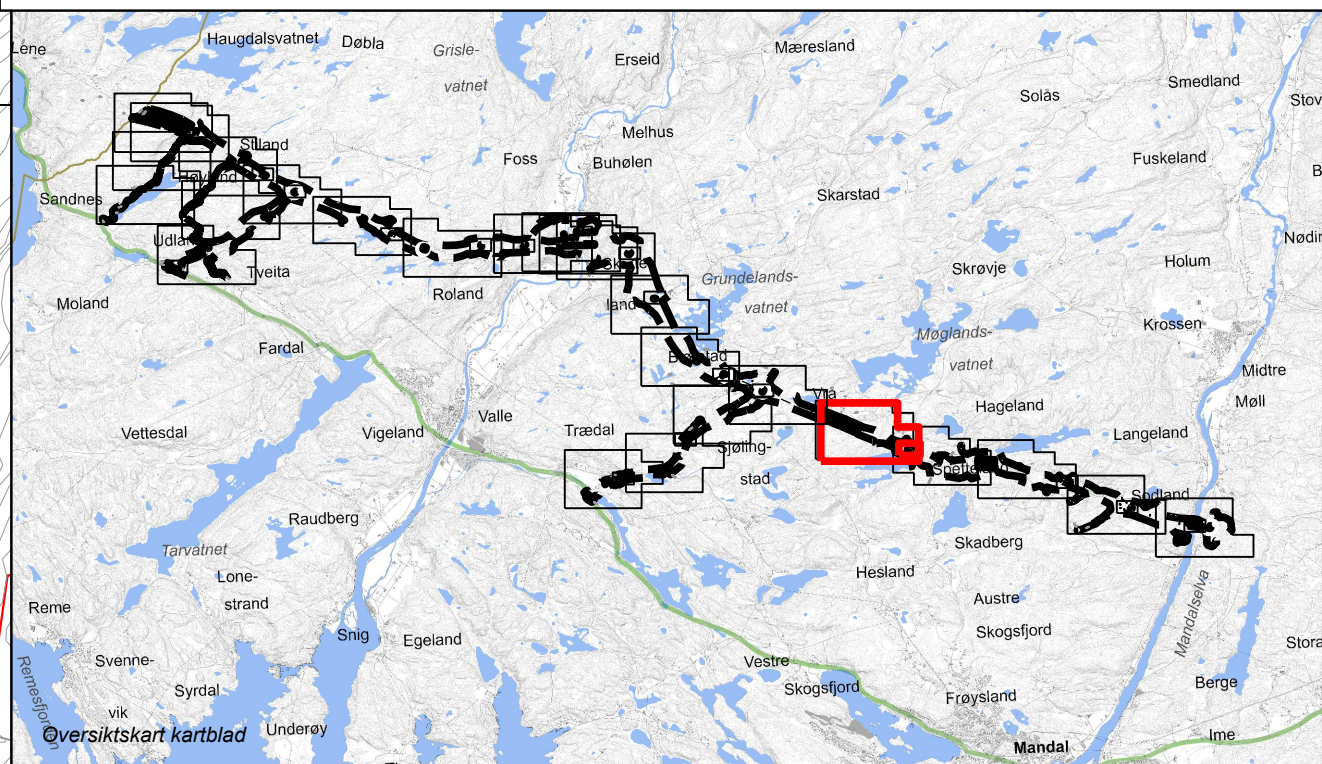 Lene
Haugdalsvatnet
Døbla
Grisle-
vatnet
Erseid
Mæresland
Solås
Smedland
Stov
Melhus
Foss
Buhølen
Fuskeland
B
Skarstad
Sandnes
Tveita
Moland
Roland
land
Grundelands-
vatnet
Skrøvje
Holum
Nødin
Krossen
Møglands-
vatnet
Fardal
Midtre
Møll
Vrå
Hageland
Langeland
Vettesdal
Vigeland
Valle
Trædal
Sjøling-
stad
Sodland
Raudberg
Skadberg
Hesland
Tarvatnet
Lone-
strand
Austre
Skogsfjord
Mandalselva
Reme
Snig
Egeland
Stora
Svenne-
vik
Syrdal
Remesfjorden
Vestre
Skogsfjord
Frøysland
Berge
Underøy
Ime
Mandal
Oversiktskart kartblad